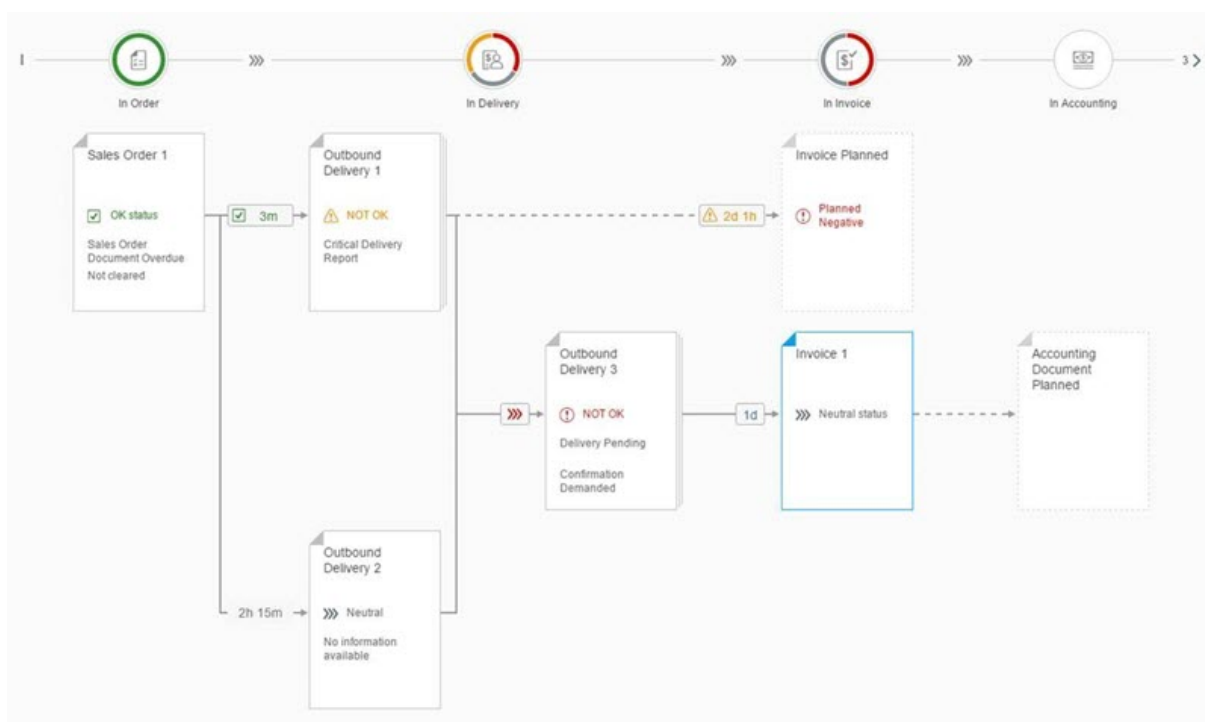 In Order
In Delivery
In Invoice
In Accounting
3
Sales Order 1
OK status
Sales Order
Document Overdue
Not cleared
3m
Outbound
Delivery 1
NOT OK
Critical Delivery
Report
2d 1h
Invoice Planned
Planned
Negative
Outbound
Delivery 3
NOT OK
Delivery Pending
Confirmation
Demanded
1d
Invoice 1
Neutral status
Accounting
Document
Planned
2h 15m
Outbound
Delivery 2
Neutral
No information
available